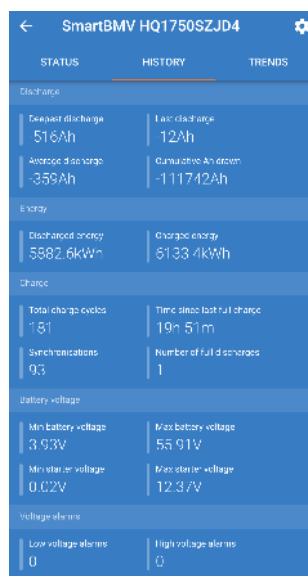 SmartBMV HQ1750SZJD4
STATUS HISTORY TRENDS
Discharge
Deepest discharge Last discharge
-516Ah -12Ah
Average discharge Cumulative Ah drawn
-359Ah -111742Ah
Energy
Discharged energy Charged energy
5882.6kWh 6133.4kWh
Charge
Total charge cycles Time since last full charge
181 19h 51m
Synchronisations Number of full discharges
93 1
Battery voltage
Min battery voltage Max battery voltage
3.93V 55.91V
Min starter voltage Max starter voltage
0.02V 12.37V
Voltage alarms
Low voltage alarms High voltage alarms
0 0